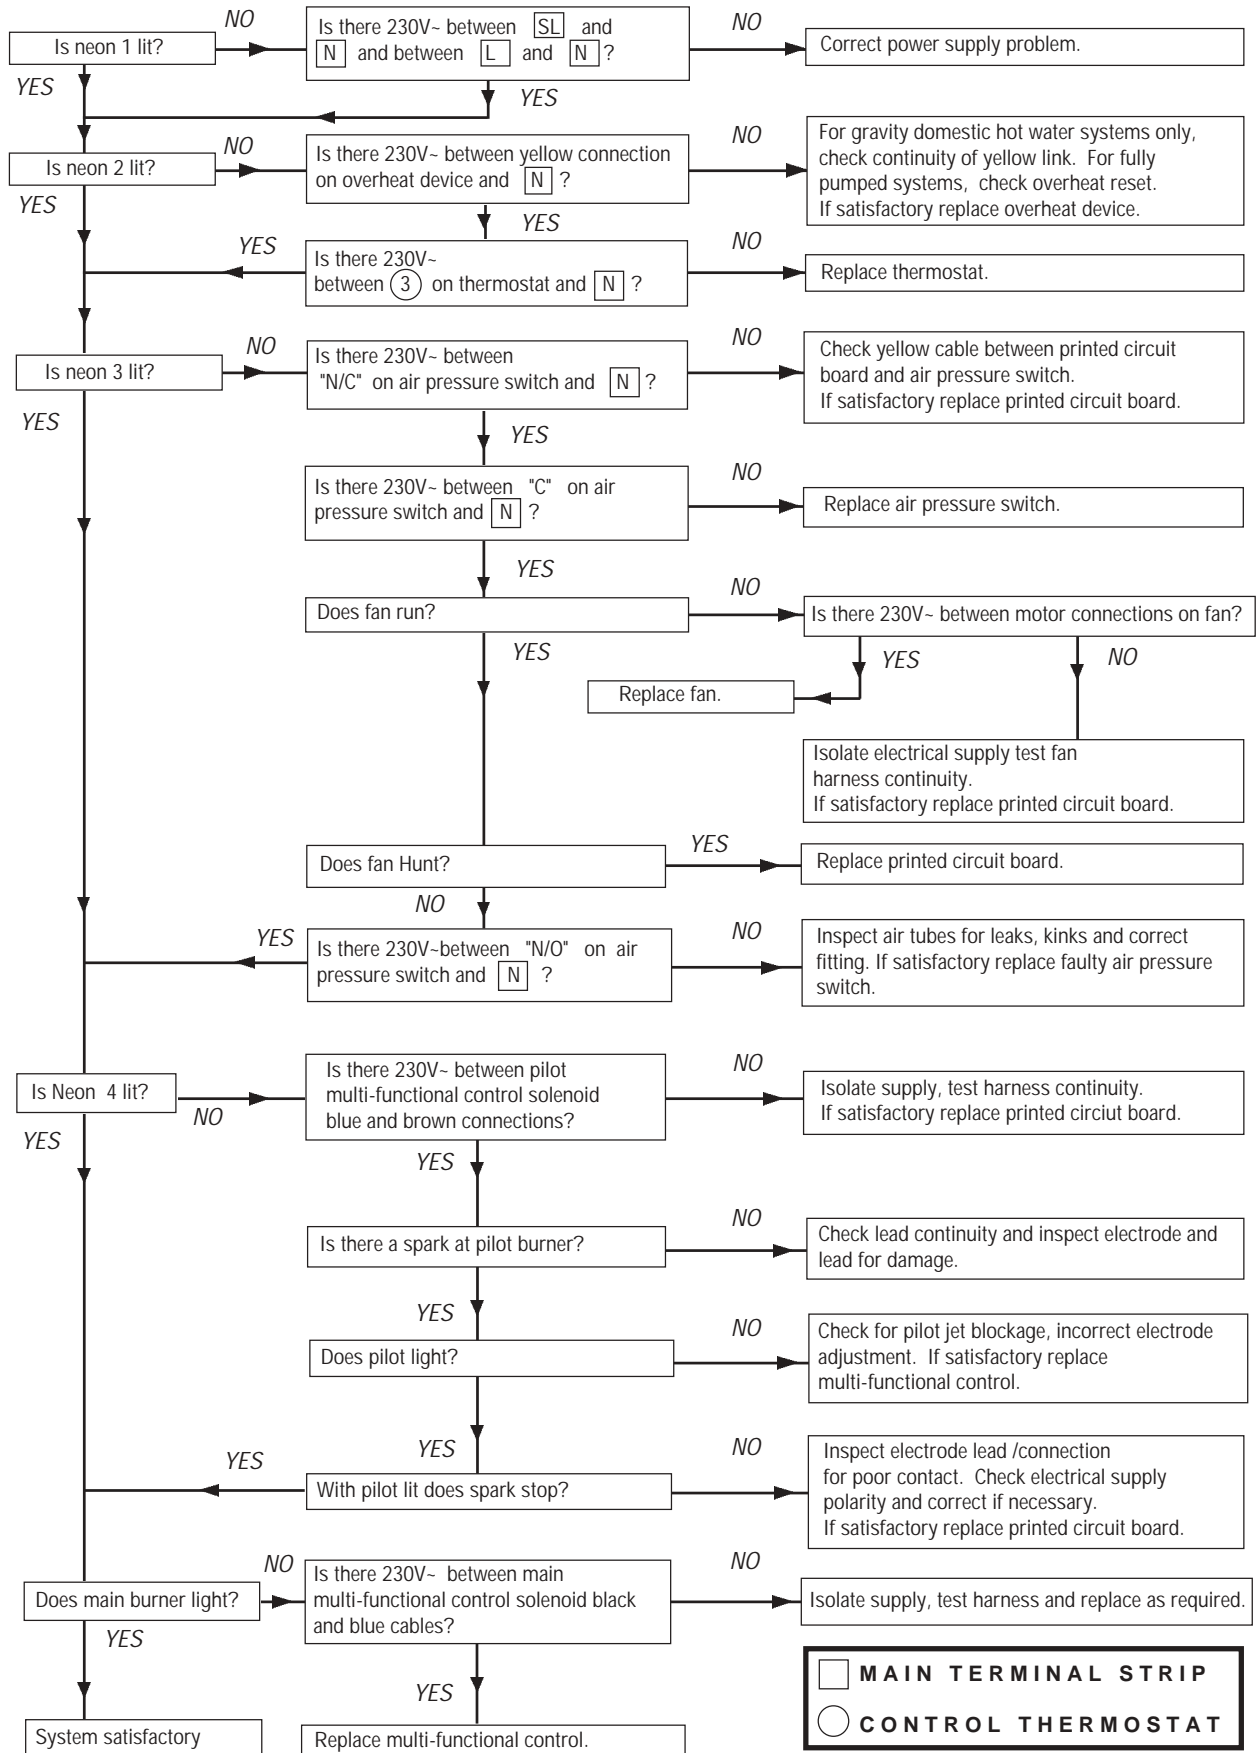 NO
Is neon 1 lit?
Is there 230V~ between SL and
N and between L and N ?
NO
Correct power supply problem.
YES
YES
Is neon 2 lit?
NO
Is there 230V~ between yellow connection
on overheat device and N ?
NO
For gravity domestic hot water systems only,
check continuity of yellow link. For fully
pumped systems, check overheat reset.
If satisfactory replace overheat device.
YES
YES
YES
Is there 230V~
between 3 on thermostat and N ?
NO
Replace thermostat.
Is neon 3 lit?
NO
Is there 230V~ between
"N/C" on air pressure switch and N ?
NO
Check yellow cable between printed circuit
board and air pressure switch.
If satisfactory replace printed circuit board.
YES
YES
Is there 230V~ between "C" on air
pressure switch and N ?
NO
Replace air pressure switch.
YES
Does fan run?
NO
Is there 230V~ between motor connections on fan?
YES
YES
NO
Replace fan.
Isolate electrical supply test fan
harness continuity.
If satisfactory replace printed circuit board.
Does fan Hunt?
YES
Replace printed circuit board.
NO
YES
Is there 230V~between "N/O" on air
pressure switch and N ?
NO
Inspect air tubes for leaks, kinks and correct
fitting. If satisfactory replace faulty air pressure
switch.
Is Neon 4 lit?
NO
Is there 230V~ between pilot
multi-functional control solenoid
blue and brown connections?
NO
Isolate supply, test harness continuity.
If satisfactory replace printed circiut board.
YES
YES
Is there a spark at pilot burner?
NO
Check lead continuity and inspect electrode and
lead for damage.
YES
Does pilot light?
NO
Check for pilot jet blockage, incorrect electrode
adjustment. If satisfactory replace
multi-functional control.
YES
YES
With pilot lit does spark stop?
NO
Inspect electrode lead /connection
for poor contact. Check electrical supply
polarity and correct if necessary.
If satisfactory replace printed circuit board.
Does main burner light?
NO
Is there 230V~ between main
multi-functional control solenoid black
and blue cables?
NO
Isolate supply, test harness and replace as required.
YES
YES
System satisfactory
Replace multi-functional control.
MAIN TERMINAL STRIP
CONTROL THERMOSTAT